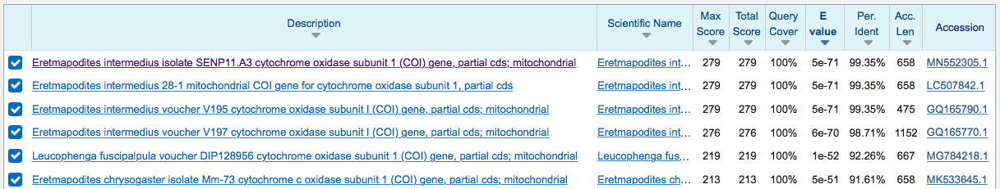 Description Scientific Name Max Score Total Score Query Cover E value Per. Ident Acc. Len Accession
Eretmapodites intermedius isolate SENP11.A3 cytochrome oxidase subunit 1 (COI) gene, partial cds; mitochondrial Eretmapodites int... 279 279 100% 5e-71 99.35% 658 MN552305.1
Eretmapodites intermedius 28-1 mitochondrial COI gene for cytochrome oxidase subunit 1, partial cds Eretmapodites int... 279 279 100% 5e-71 99.35% 658 LC507842.1
Eretmapodites intermedius voucher V195 cytochrome oxidase subunit I (COI) gene, partial cds; mitochondrial Eretmapodites int... 279 279 100% 5e-71 99.35% 475 GQ165790.1
Eretmapodites intermedius voucher V197 cytochrome oxidase subunit I (COI) gene, partial cds; mitochondrial Eretmapodites int... 276 276 100% 6e-70 98.71% 1152 GQ165770.1
Leucophenga fuscipalpula voucher DIP128956 cytochrome oxidase subunit 1 (COI) gene, partial cds; mitochondrial Leucophenga fus... 219 219 100% 1e-52 92.26% 667 MG784218.1
Eretmapodites chrysogaster isolate Mm-73 cytochrome c oxidase subunit 1 (COI) gene, partial cds; mitochondrial Eretmapodites ch... 213 213 100% 5e-51 91.61% 658 MK533645.1